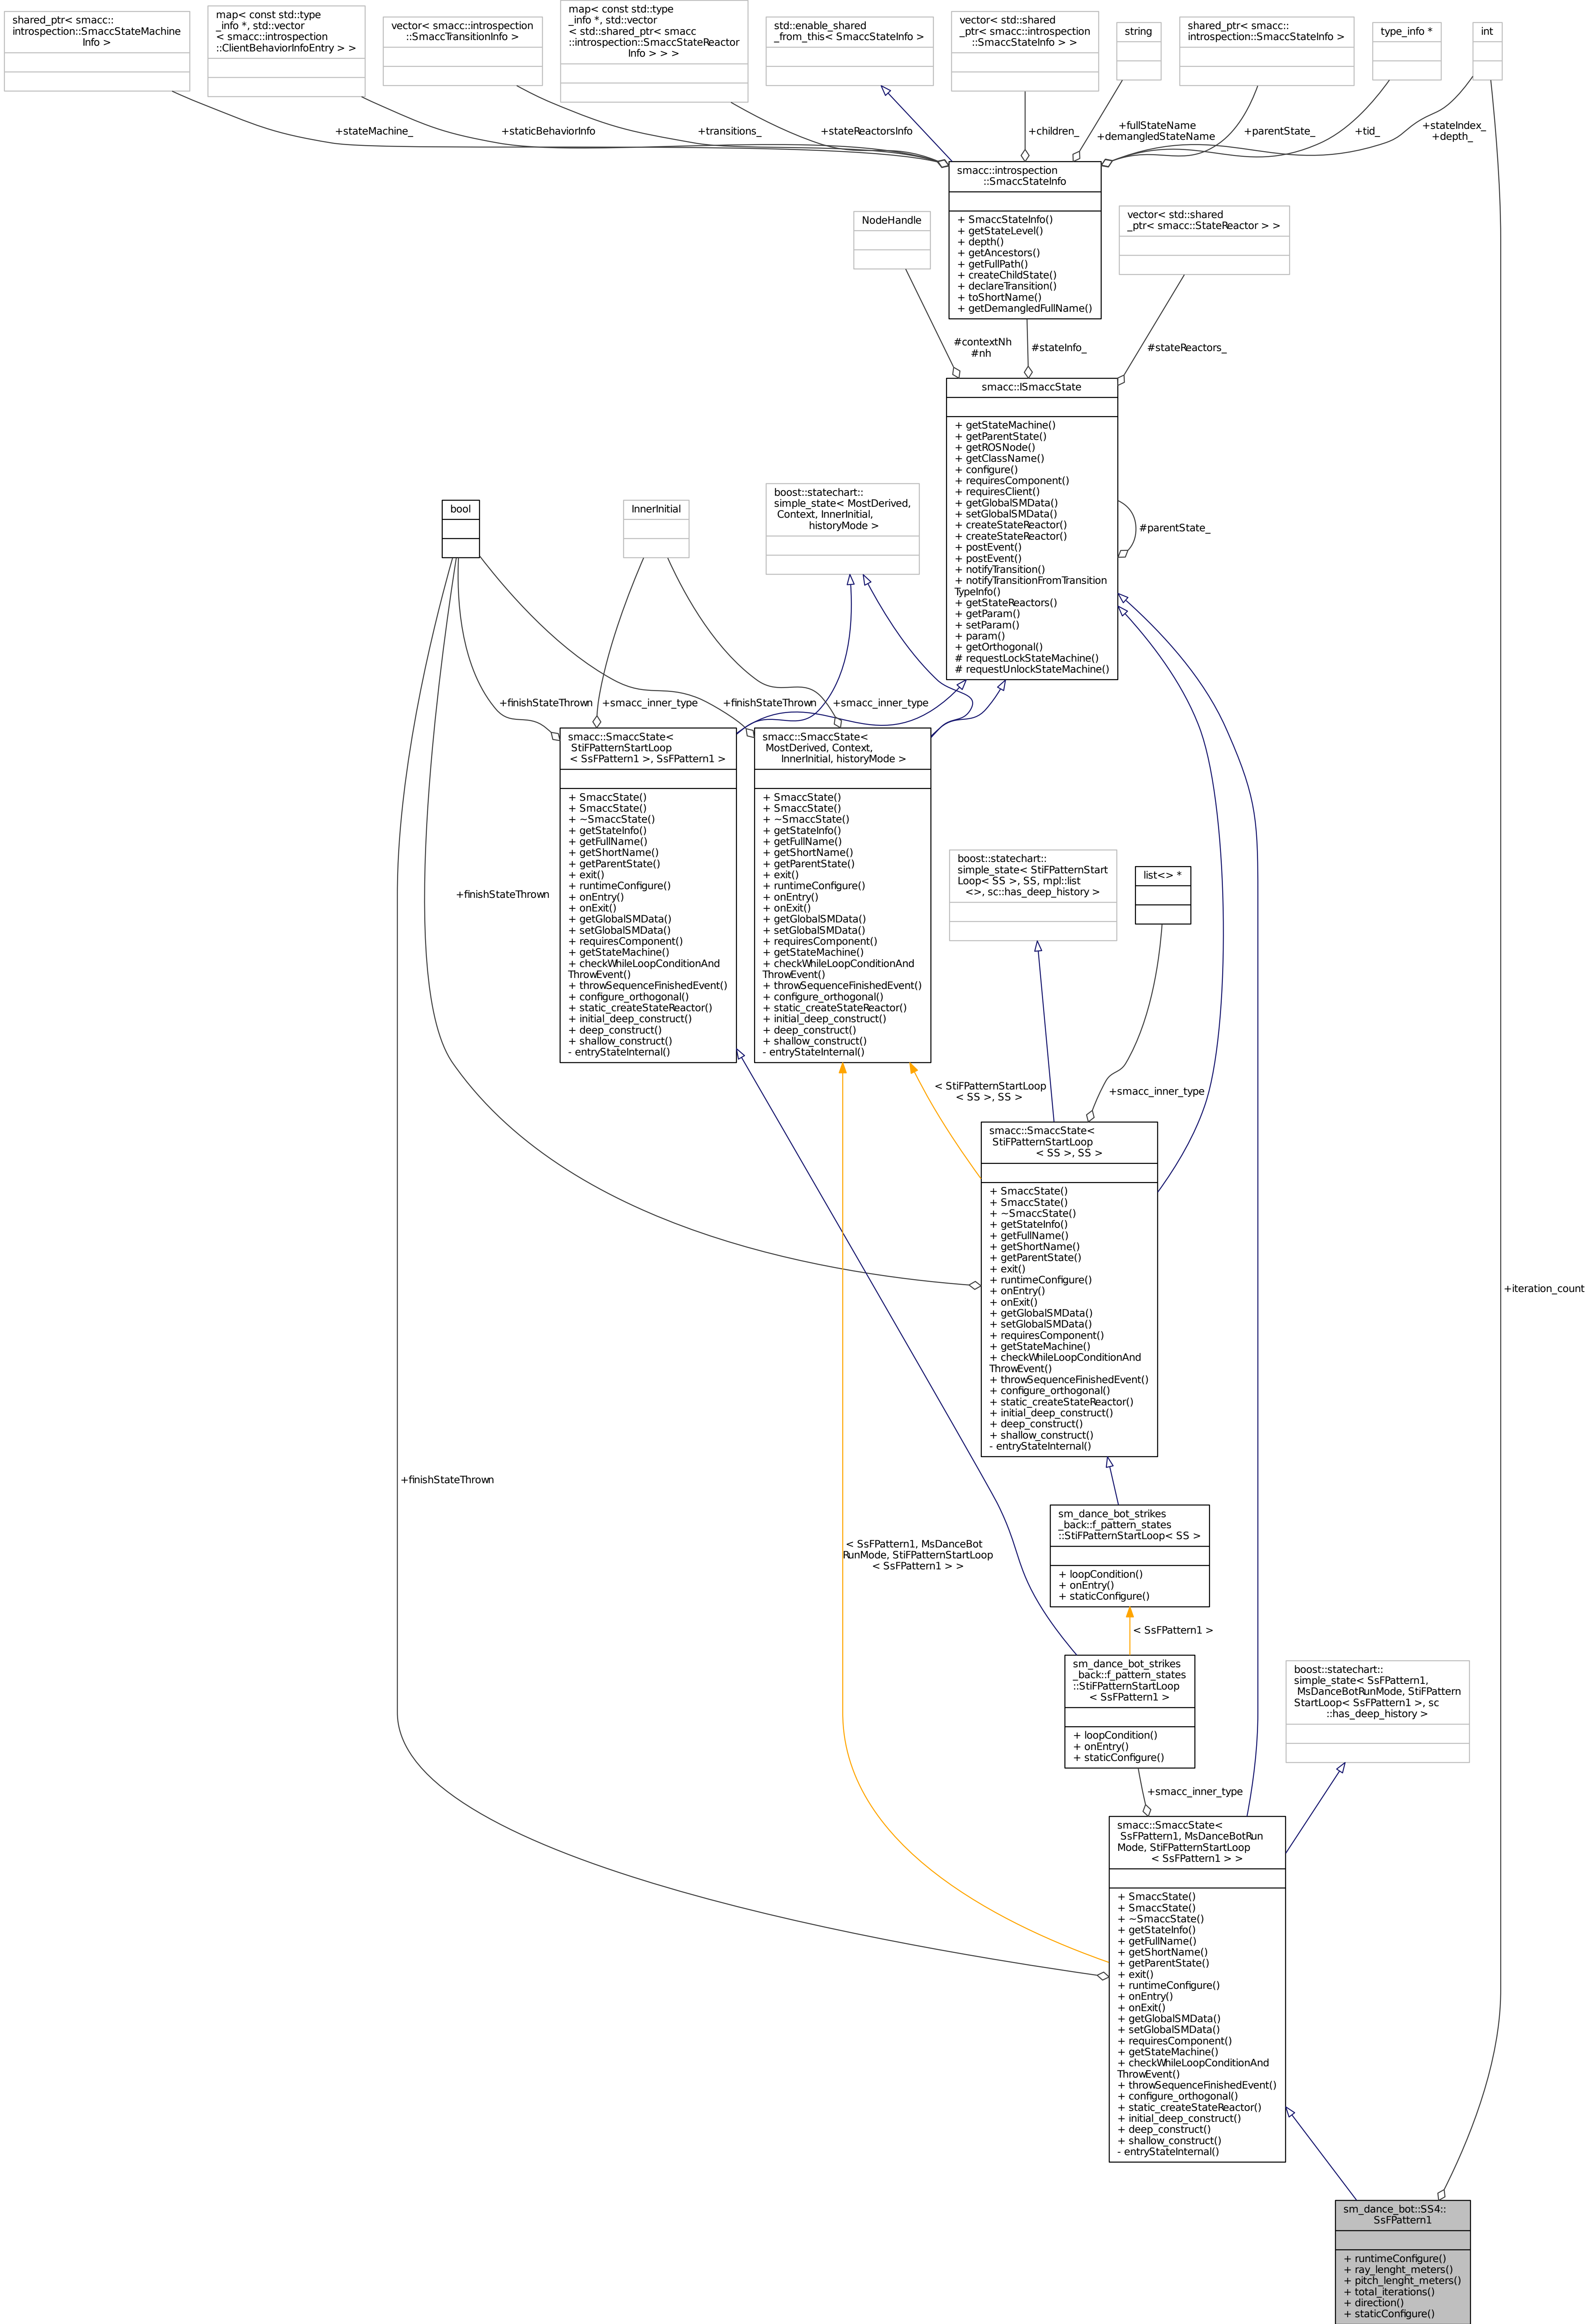 shared_ptr< smacc::
introspection::SmaccStateMachine
Info >
map< const std::type
_info *, std::vector
< smacc::introspection
::ClientBehaviorInfoEntry > >
vector< smacc::introspection
::SmaccTransitionInfo >
map< const std::type
_info *, std::vector
< std::shared_ptr< smacc
::introspection::SmaccStateReactor
Info > > >
std::enable_shared
_from_this< SmaccStateInfo >
vector< std::shared
_ptr< smacc::introspection
::SmaccStateInfo > >
string
shared_ptr< smacc::
introspection::SmaccStateInfo >
type_info *
int
+stateMachine_
+staticBehaviorInfo
+transitions_
+stateReactorsInfo
+children_
+fullStateName
+demangledStateName
+parentState_
+tid_
+stateIndex_
+depth_
smacc::introspection
::SmaccStateInfo
+ SmaccStateInfo()
+ getStateLevel()
+ depth()
+ getAncestors()
+ getFullPath()
+ createChildState()
+ declareTransition()
+ toShortName()
+ getDemangledFullName()
NodeHandle
vector< std::shared
_ptr< smacc::StateReactor > >
#contextNh
#nh
#stateInfo_
#stateReactors_
smacc::ISmaccState
+ getStateMachine()
+ getParentState()
+ getROSNode()
+ getClassName()
+ configure()
+ requiresComponent()
+ requiresClient()
+ getGlobalSMData()
+ setGlobalSMData()
+ createStateReactor()
+ createStateReactor()
+ postEvent()
+ postEvent()
+ notifyTransition()
+ notifyTransitionFromTransition
TypeInfo()
+ getStateReactors()
+ getParam()
+ setParam()
+ param()
+ getOrthogonal()
# requestLockStateMachine()
# requestUnlockStateMachine()
#parentState_
bool
InnerInitial
boost::statechart::
simple_state< MostDerived,
Context, InnerInitial,
historyMode >
+finishStateThrown
+smacc_inner_type
+finishStateThrown
+smacc_inner_type
smacc::SmaccState<
StiFPatternStartLoop
< SsFPattern1 >, SsFPattern1 >
+ SmaccState()
+ SmaccState()
+ ~SmaccState()
+ getStateInfo()
+ getFullName()
+ getShortName()
+ getParentState()
+ exit()
+ runtimeConfigure()
+ onEntry()
+ onExit()
+ getGlobalSMData()
+ setGlobalSMData()
+ requiresComponent()
+ getStateMachine()
+ checkWhileLoopConditionAnd
ThrowEvent()
+ throwSequenceFinishedEvent()
+ configure_orthogonal()
+ static_createStateReactor()
+ initial_deep_construct()
+ deep_construct()
+ shallow_construct()
- entryStateInternal()
smacc::SmaccState<
MostDerived, Context,
InnerInitial, historyMode >
+ SmaccState()
+ SmaccState()
+ ~SmaccState()
+ getStateInfo()
+ getFullName()
+ getShortName()
+ getParentState()
+ exit()
+ runtimeConfigure()
+ onEntry()
+ onExit()
+ getGlobalSMData()
+ setGlobalSMData()
+ requiresComponent()
+ getStateMachine()
+ checkWhileLoopConditionAnd
ThrowEvent()
+ throwSequenceFinishedEvent()
+ configure_orthogonal()
+ static_createStateReactor()
+ initial_deep_construct()
+ deep_construct()
+ shallow_construct()
- entryStateInternal()
+finishStateThrown
boost::statechart::
simple_state< StiFPatternStart
Loop< SS >, SS, mpl::list
<>, sc::has_deep_history >
list<> *
< StiFPatternStartLoop
< SS >, SS >
+smacc_inner_type
smacc::SmaccState<
StiFPatternStartLoop
< SS >, SS >
+ SmaccState()
+ SmaccState()
+ ~SmaccState()
+ getStateInfo()
+ getFullName()
+ getShortName()
+ getParentState()
+ exit()
+ runtimeConfigure()
+ onEntry()
+ onExit()
+ getGlobalSMData()
+ setGlobalSMData()
+ requiresComponent()
+ getStateMachine()
+ checkWhileLoopConditionAnd
ThrowEvent()
+ throwSequenceFinishedEvent()
+ configure_orthogonal()
+ static_createStateReactor()
+ initial_deep_construct()
+ deep_construct()
+ shallow_construct()
- entryStateInternal()
+iteration_count
+finishStateThrown
sm_dance_bot_strikes
_back::f_pattern_states
::StiFPatternStartLoop< SS >
+ loopCondition()
+ onEntry()
+ staticConfigure()
< SsFPattern1, MsDanceBot
RunMode, StiFPatternStartLoop
< SsFPattern1 > >
< SsFPattern1 >
sm_dance_bot_strikes
_back::f_pattern_states
::StiFPatternStartLoop
< SsFPattern1 >
+ loopCondition()
+ onEntry()
+ staticConfigure()
boost::statechart::
simple_state< SsFPattern1,
MsDanceBotRunMode, StiFPattern
StartLoop< SsFPattern1 >, sc
::has_deep_history >
+smacc_inner_type
smacc::SmaccState<
SsFPattern1, MsDanceBotRun
Mode, StiFPatternStartLoop
< SsFPattern1 > >
+ SmaccState()
+ SmaccState()
+ ~SmaccState()
+ getStateInfo()
+ getFullName()
+ getShortName()
+ getParentState()
+ exit()
+ runtimeConfigure()
+ onEntry()
+ onExit()
+ getGlobalSMData()
+ setGlobalSMData()
+ requiresComponent()
+ getStateMachine()
+ checkWhileLoopConditionAnd
ThrowEvent()
+ throwSequenceFinishedEvent()
+ configure_orthogonal()
+ static_createStateReactor()
+ initial_deep_construct()
+ deep_construct()
+ shallow_construct()
- entryStateInternal()
sm_dance_bot::SS4::
SsFPattern1
+ runtimeConfigure()
+ ray_lenght_meters()
+ pitch_lenght_meters()
+ total_iterations()
+ direction()
+ staticConfigure()